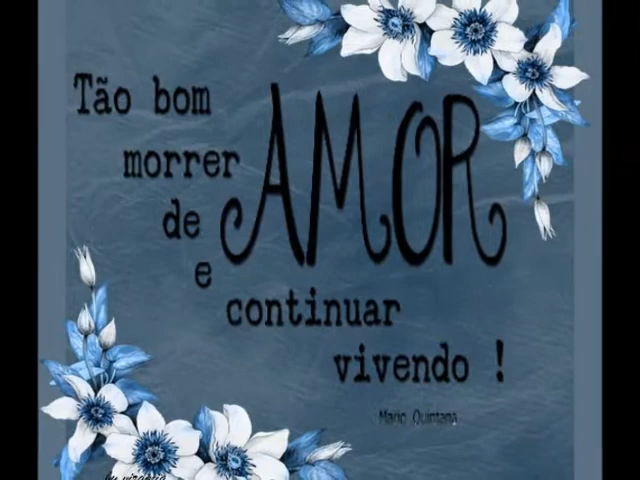 Tão bom
morrer
de AMOR
e
continuar
vivendo !
Mario Quintana